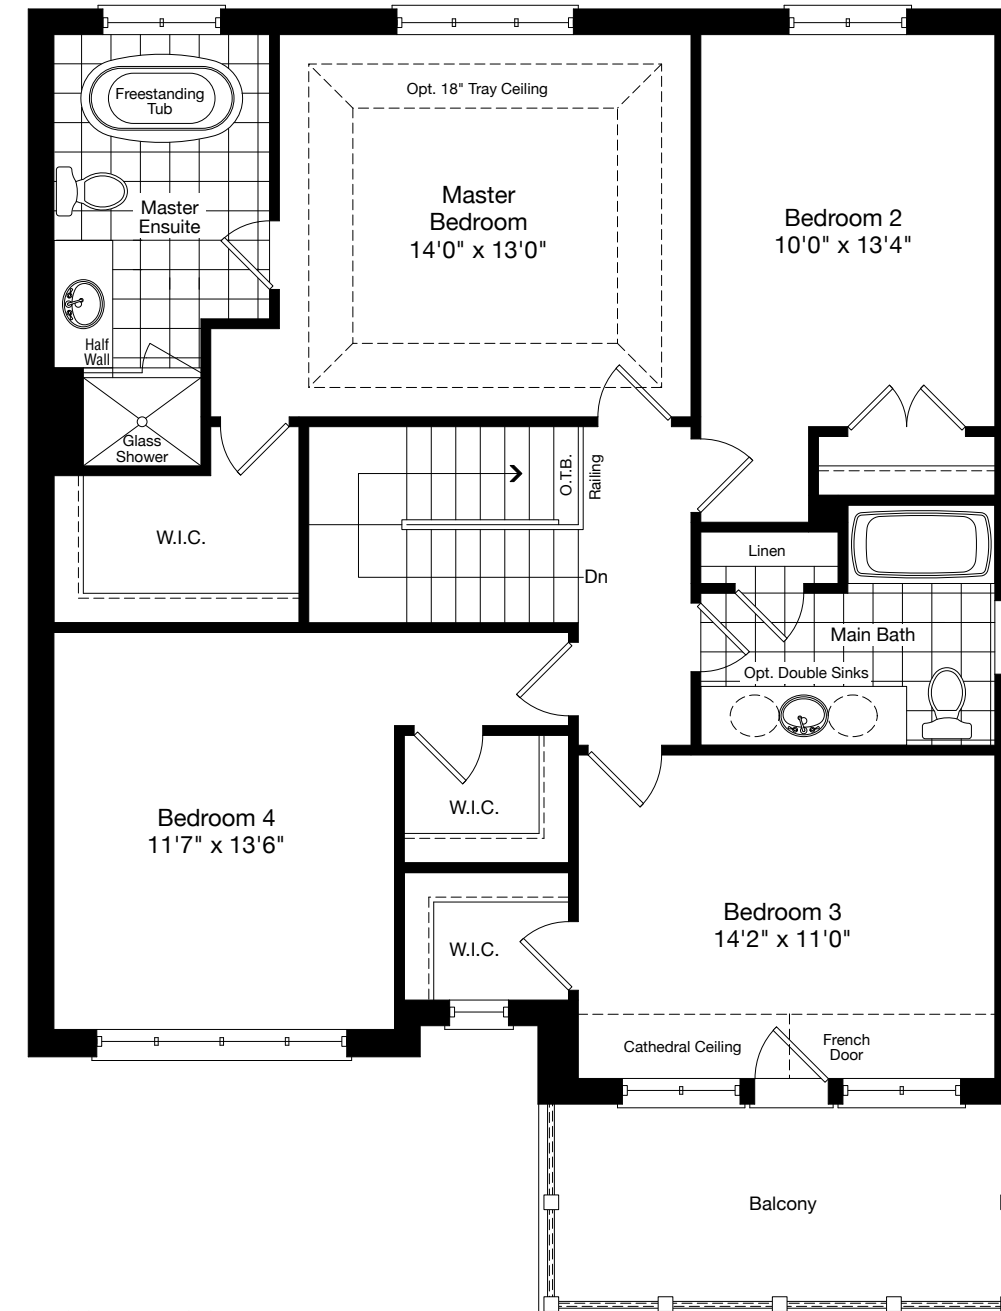 Freestanding
Tub
Opt. 18" Tray Ceiling
Master
Ensuite
Master
Bedroom
14'0" x 13'0"
Bedroom 2
10'0" x 13'4"
Half
Wall
Glass
Shower
W.I.C.
O.T.B.
Railing
Dn
Linen
Main Bath
Opt. Double Sinks
W.I.C.
Bedroom 4
11'7" x 13'6"
W.I.C.
Bedroom 3
14'2" x 11'0"
Cathedral Ceiling
French
Door
Balcony